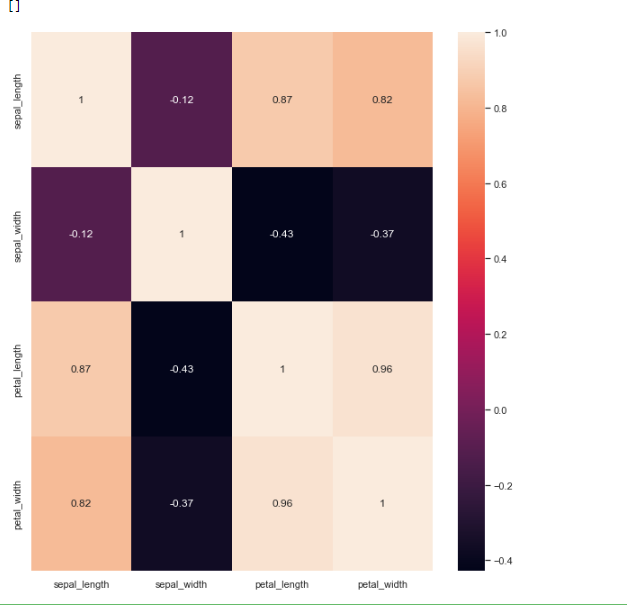 []
1.0
sepal_length
1 -0.12 0.87 0.82
0.8
0.6
sepal_width
-0.12 1 -0.43 -0.37
0.4
0.2
petal_length
0.87 -0.43 1 0.96
0.0
−0.2
petal_width
0.82 -0.37 0.96 1
−0.4
sepal_length sepal_width petal_length petal_width